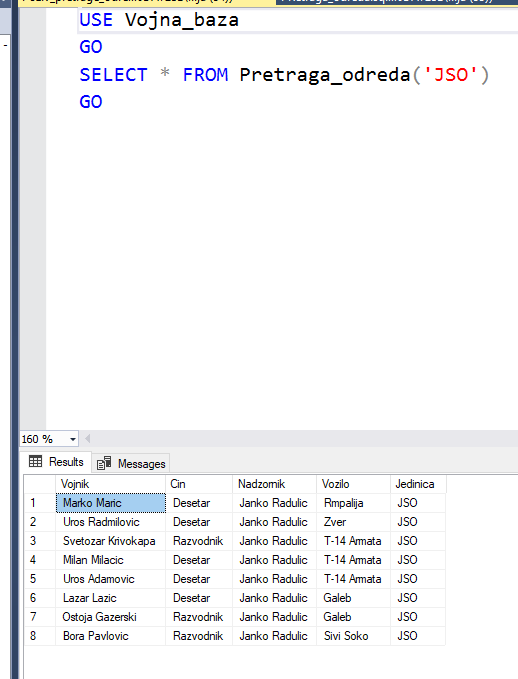 USE Vojna_baza
GO
SELECT * FROM Pretraga_odreda('JSO')
GO
160 %
Results Messages
Vojnik Cin Nadzornik Vozilo Jedinica
1 Marko Maric Desetar Janko Radulic Rmpalija JSO
2 Uros Radmilovic Desetar Janko Radulic Zver JSO
3 Svetozar Krivokapa Razvodnik Janko Radulic T-14 Armata JSO
4 Milan Milacic Desetar Janko Radulic T-14 Armata JSO
5 Uros Adamovic Desetar Janko Radulic T-14 Armata JSO
6 Lazar Lazic Desetar Janko Radulic Galeb JSO
7 Ostoja Gazerski Razvodnik Janko Radulic Galeb JSO
8 Bora Pavlovic Razvodnik Janko Radulic Sivi Soko JSO